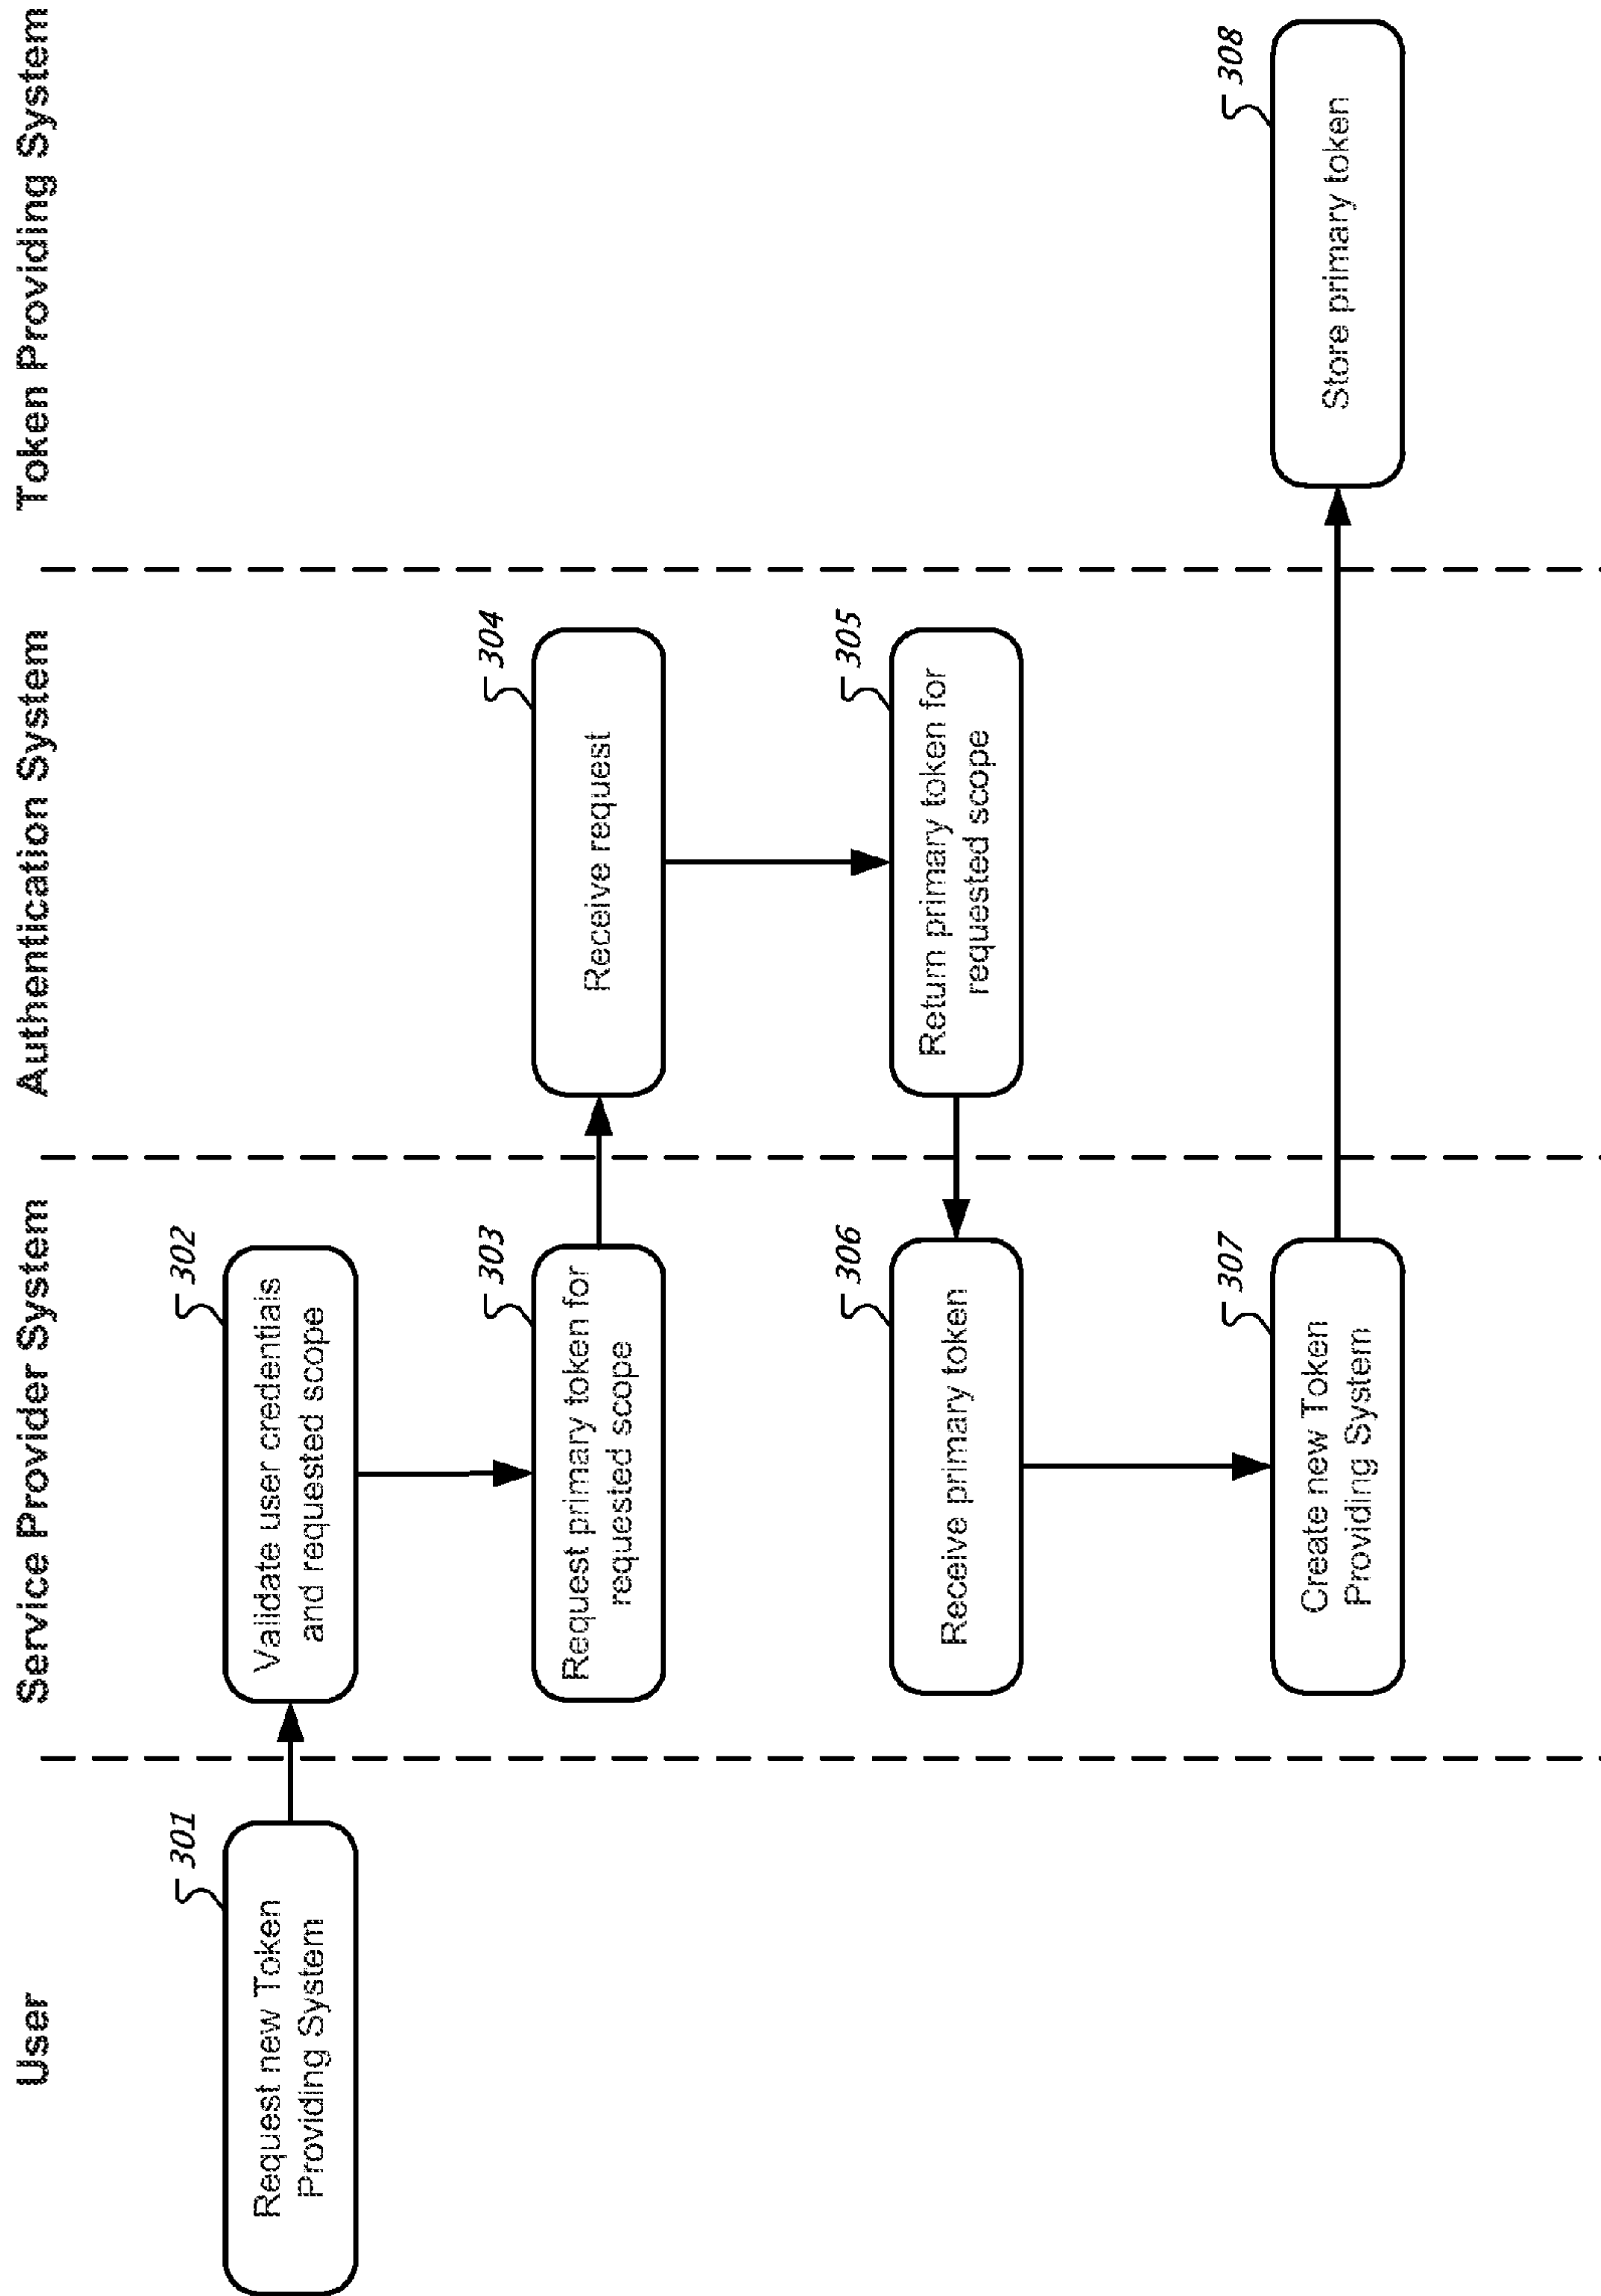 User
Service Provider System
Authentication System
Token Providing System
301
Request new Token
Providing System
302
Validate user credentials
and requested scope
303
Request primary token for
requested scope
304
Receive request
305
Return primary token for
requested scope
306
Receive primary token
307
Create new Token
Providing System
308
Store primary token